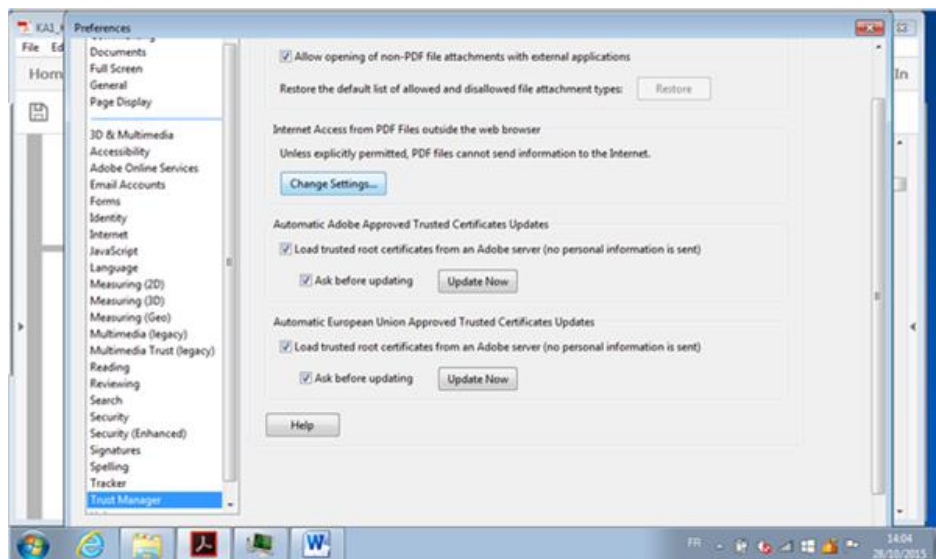 KA1_
Preferences
File Ed
Hom
In
Documents
Full Screen
General
Page Display
3D & Multimedia
Accessibility
Adobe Online Services
Email Accounts
Forms
Identity
Internet
JavaScript
Language
Measuring (2D)
Measuring (3D)
Measuring (Geo)
Multimedia (legacy)
Multimedia Trust (legacy)
Reading
Reviewing
Search
Security
Security (Enhanced)
Signatures
Spelling
Tracker
Trust Manager
Allow opening of non-PDF file attachments with external applications
Restore the default list of allowed and disallowed file attachment types: Restore
Internet Access from PDF Files outside the web browser
Unless explicitly permitted, PDF files cannot send information to the Internet.
Change Settings...
Automatic Adobe Approved Trusted Certificates Updates
Load trusted root certificates from an Adobe server (no personal information is sent)
Ask before updating Update Now
Automatic European Union Approved Trusted Certificates Updates
Load trusted root certificates from an Adobe server (no personal information is sent)
Ask before updating Update Now
Help
FR
14:04
28/10/2015